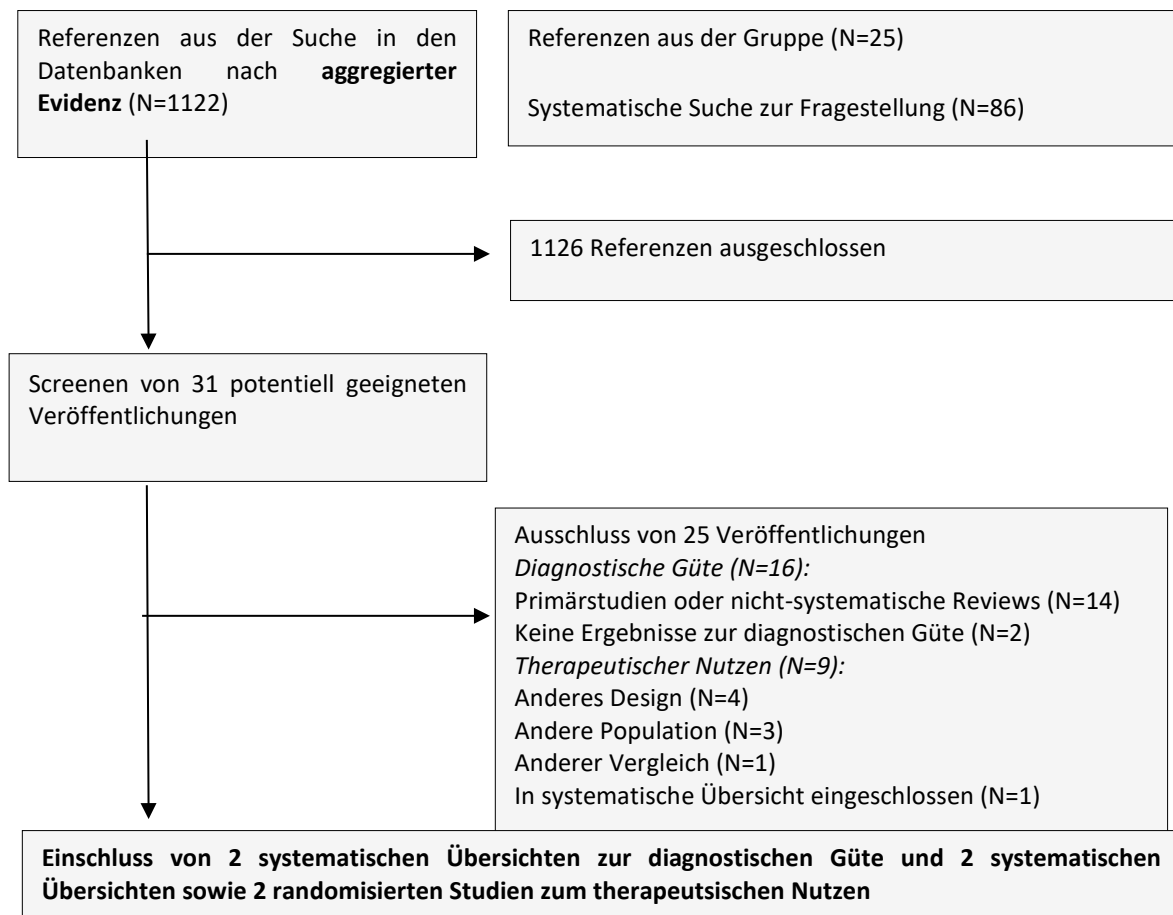 Referenzen aus der Suche in den
Datenbanken nach aggregierter
Evidenz (N=1122)
Referenzen aus der Gruppe (N=25)
Systematische Suche zur Fragestellung (N=86)
1126 Referenzen ausgeschlossen
Screenen von 31 potentiell geeigneten
Veröffentlichungen
Ausschluss von 25 Veröffentlichungen
Diagnostische Güte (N=16):
Primärstudien oder nicht-systematische Reviews (N=14)
Keine Ergebnisse zur diagnostischen Güte (N=2)
Therapeutischer Nutzen (N=9):
Anderes Design (N=4)
Andere Population (N=3)
Anderer Vergleich (N=1)
In systematische Übersicht eingeschlossen (N=1)
Einschluss von 2 systematischen Übersichten zur diagnostischen Güte und 2 systematischen
Übersichten sowie 2 randomisierten Studien zum therapeutsischen Nutzen